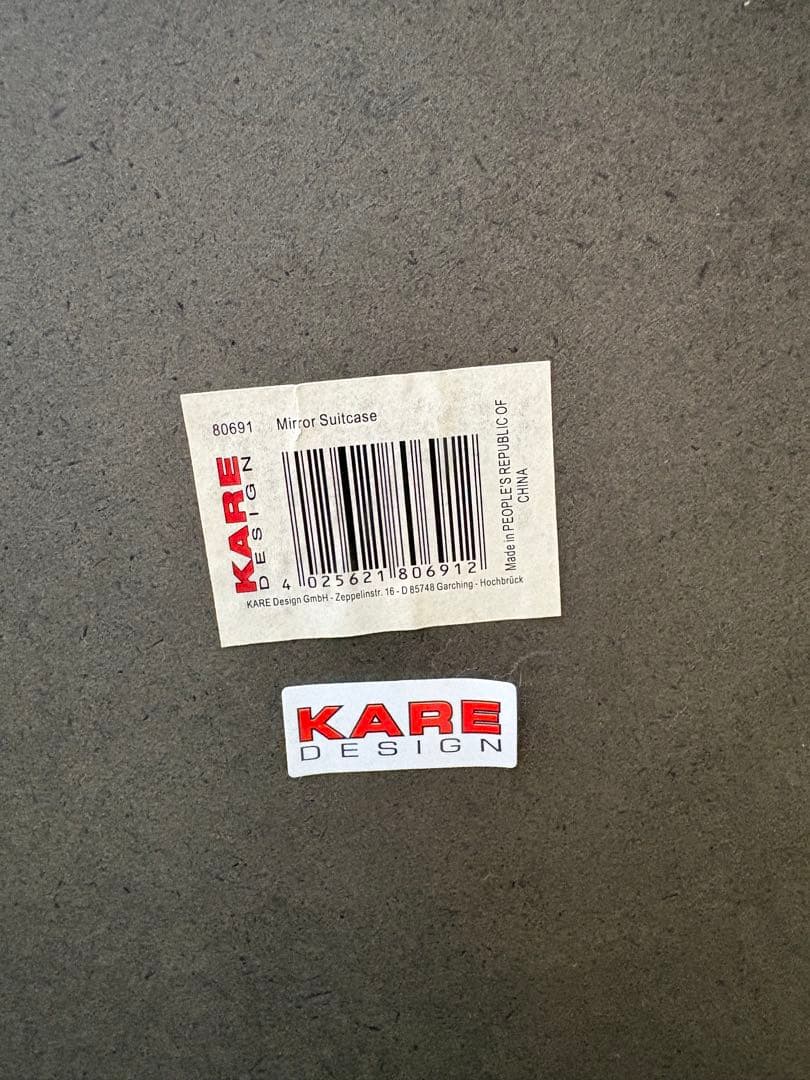 80691 Mirror Suitcase
KARE
DESIGN
4 025621 806912
KARE Design GmbH - Zeppelinstr. 16 - D 85748 Garching - Hochbrück
Made in PEOPLE'S REPUBLIC OF
CHINA
KARE
DESIGN